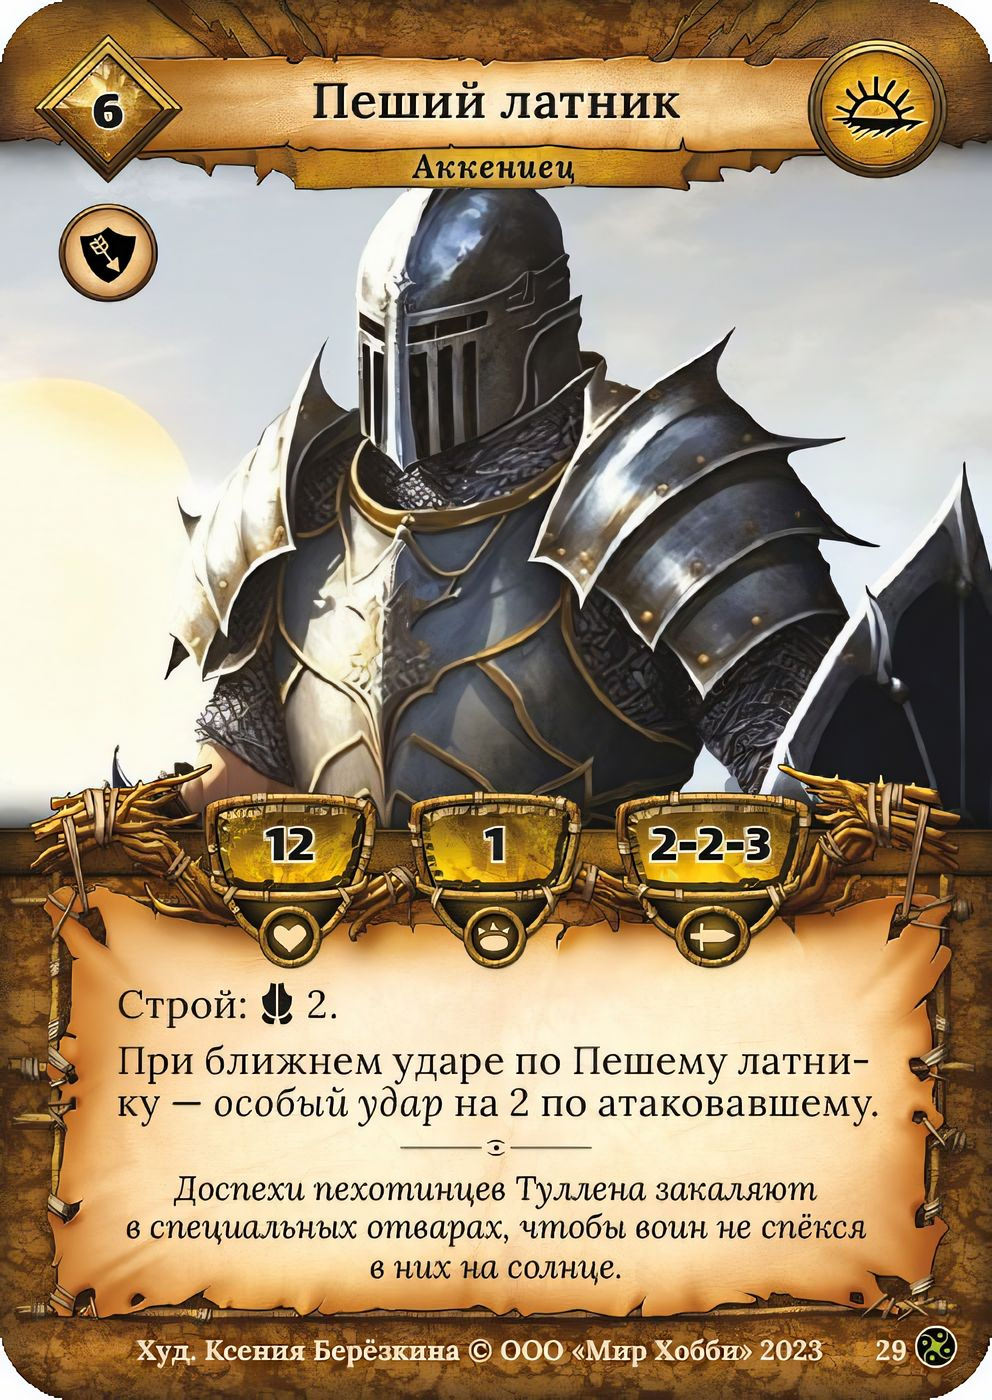 6
Пеший латник
Аккениец
12
1
2-2-3
Строй: 2.
При ближнем ударе по Пешему латни-
ку — особый удар на 2 по атаковавшему.
Доспехи пехотинцев Туллена закаляют
в специальных отварах, чтобы воин не спёкся
в них на солнце.
Худ. Ксения Берёзкина © ООО «Мир Хобби» 2023 29